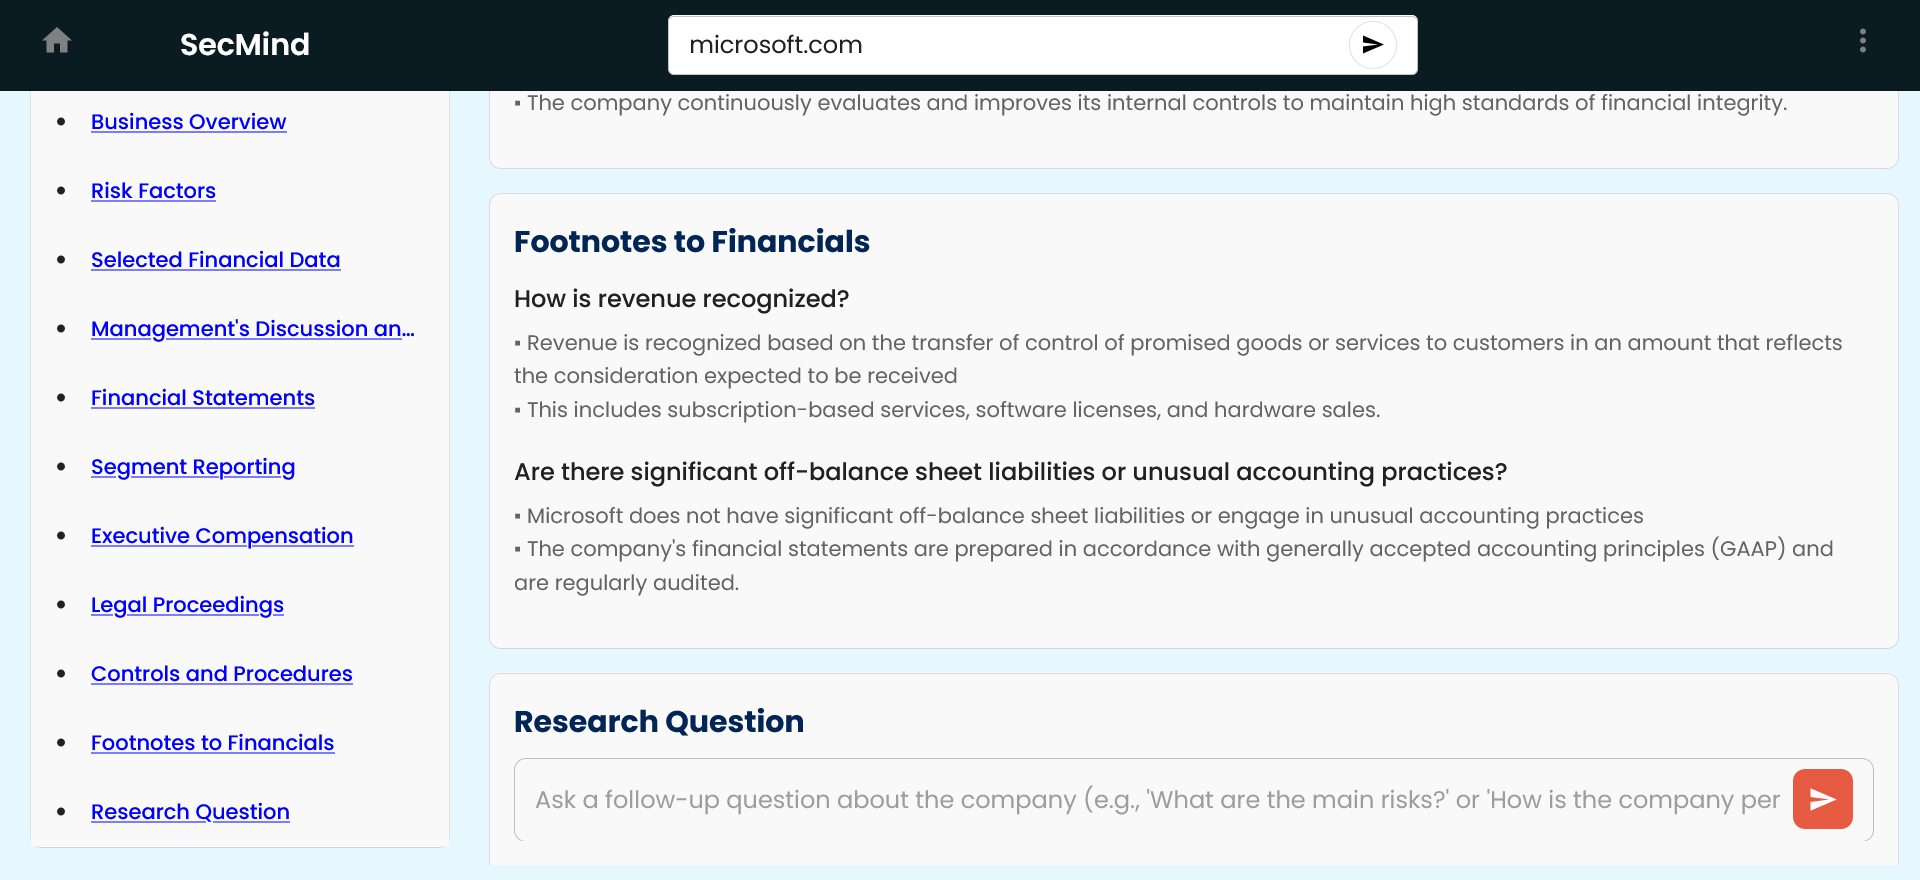 SecMind
microsoft.com
• Business Overview
• Risk Factors
• Selected Financial Data
• Management's Discussion an...
• Financial Statements
• Segment Reporting
• Executive Compensation
• Legal Proceedings
• Controls and Procedures
• Footnotes to Financials
• Research Question
▪ The company continuously evaluates and improves its internal controls to maintain high standards of financial integrity.
Footnotes to Financials
How is revenue recognized?
▪ Revenue is recognized based on the transfer of control of promised goods or services to customers in an amount that reflects
the consideration expected to be received
▪ This includes subscription-based services, software licenses, and hardware sales.
Are there significant off-balance sheet liabilities or unusual accounting practices?
▪ Microsoft does not have significant off-balance sheet liabilities or engage in unusual accounting practices
▪ The company's financial statements are prepared in accordance with generally accepted accounting principles (GAAP) and
are regularly audited.
Research Question
Ask a follow-up question about the company (e.g., 'What are the main risks?' or 'How is the company per